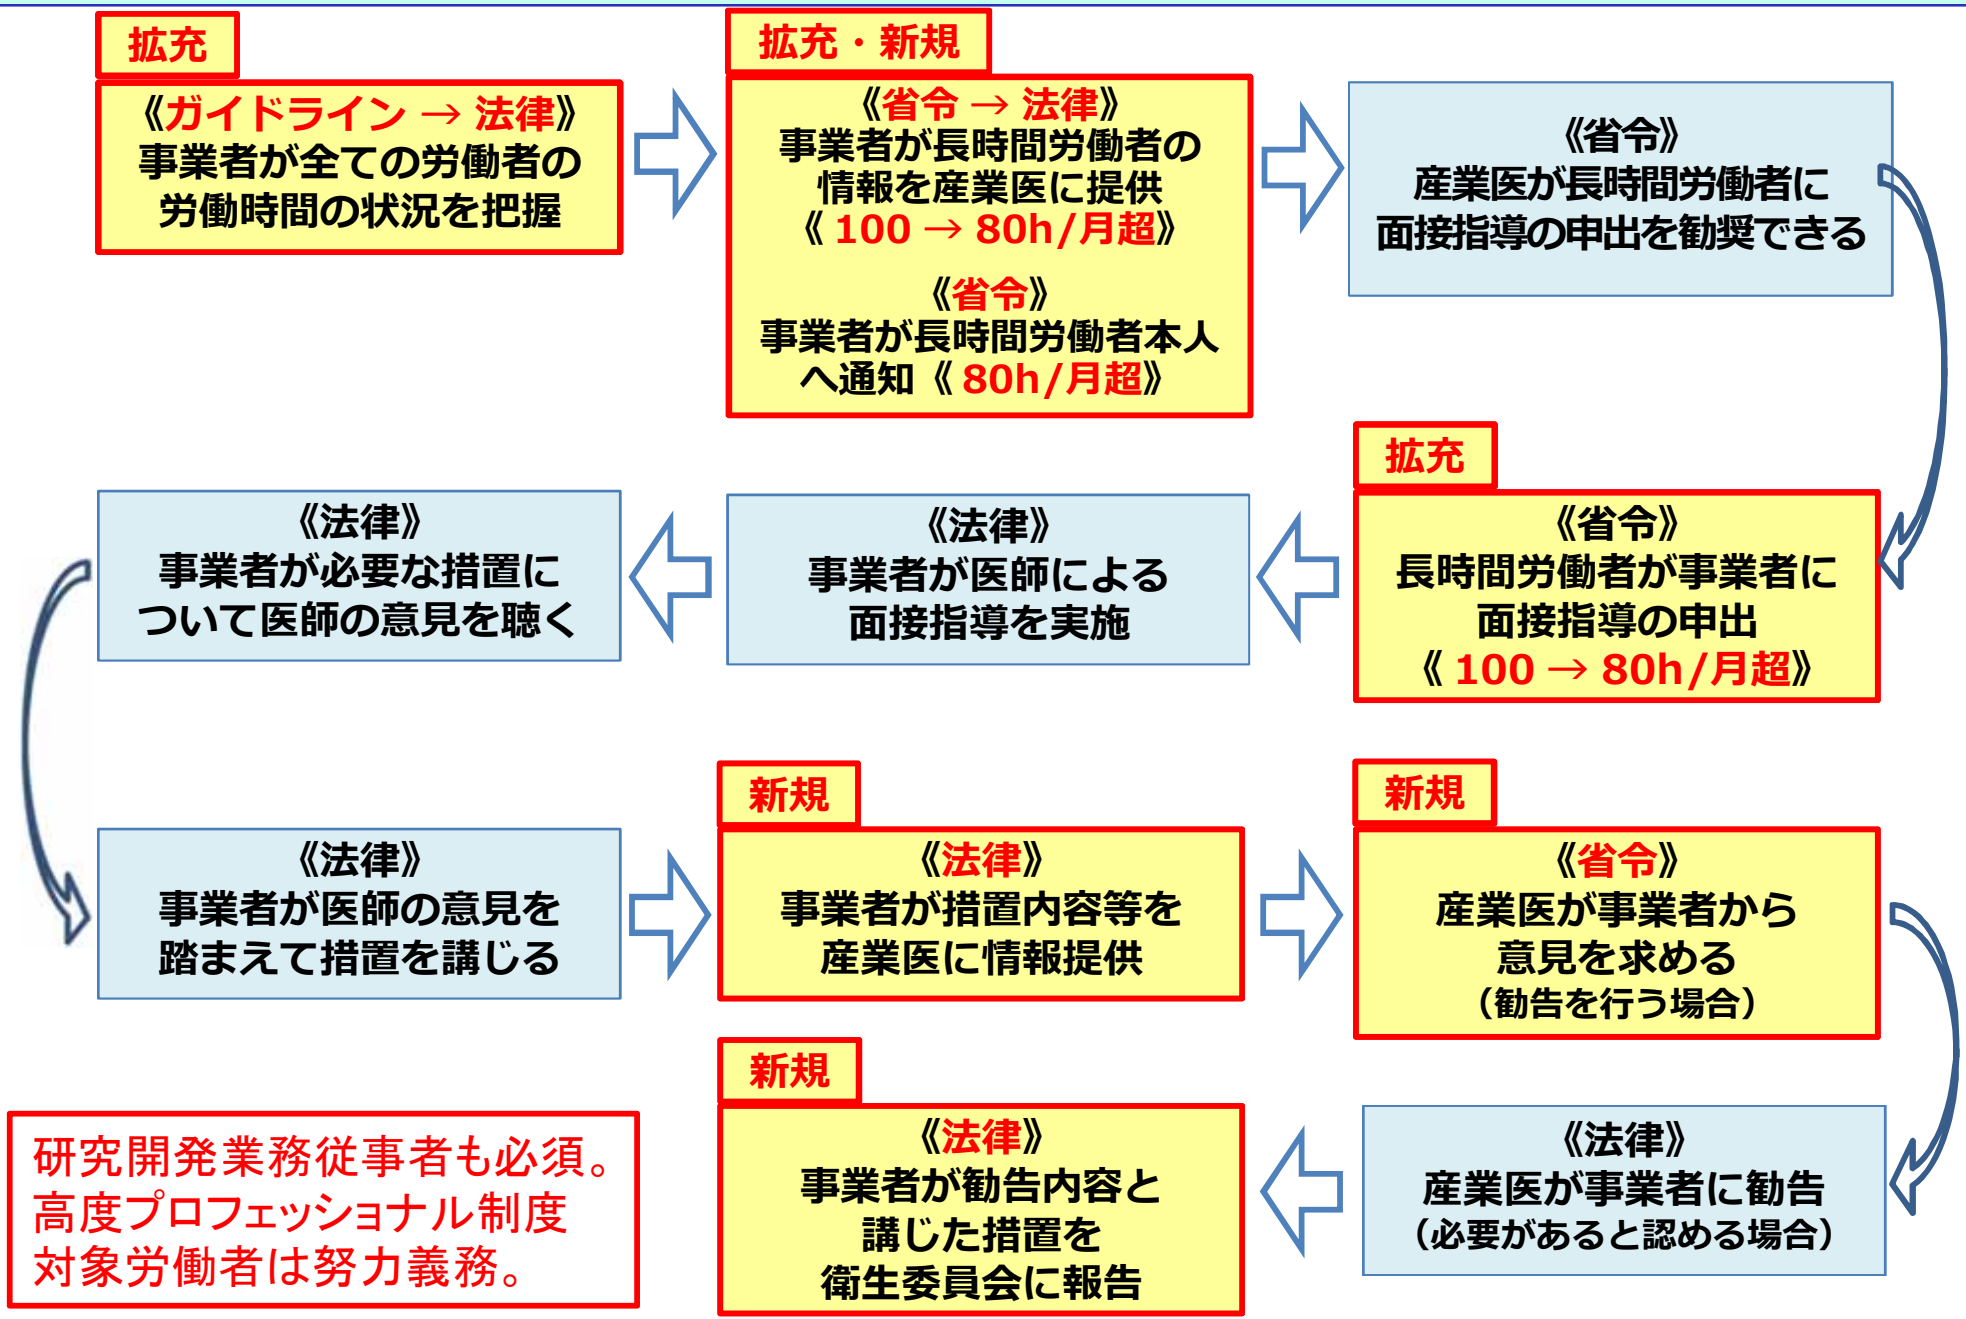 拡充
《ガイドライン → 法律》
事業者が全ての労働者の
労働時間の状況を把握
拡充・新規
《省令 → 法律》
事業者が長時間労働者の
情報を産業医に提供
《 100 → 80h/月超》
《省令》
事業者が長時間労働者本人
へ通知《 80h/月超》
《省令》
産業医が長時間労働者に
面接指導の申出を勧奨できる
拡充
《省令》
長時間労働者が事業者に
面接指導の申出
《 100 → 80h/月超》
《法律》
事業者が医師による
面接指導を実施
《法律》
事業者が必要な措置に
ついて医師の意見を聴く
《法律》
事業者が医師の意見を
踏まえて措置を講じる
新規
《法律》
事業者が措置内容等を
産業医に情報提供
新規
《省令》
産業医が事業者から
意見を求める
（勧告を行う場合）
《法律》
産業医が事業者に勧告
（必要があると認める場合）
新規
《法律》
事業者が勧告内容と
講じた措置を
衛生委員会に報告
研究開発業務従事者も必須。
高度プロフェッショナル制度
対象労働者は努力義務。